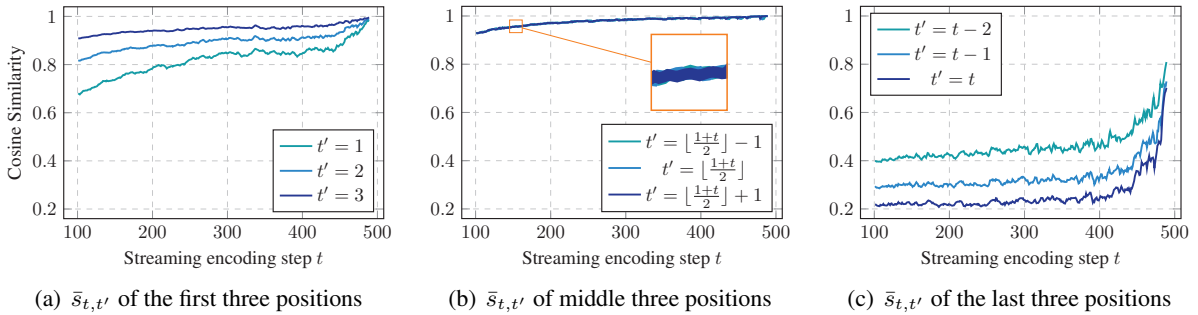 1
0.8
0.6
0.4
0.2
Cosine Similarity
100 200 300 400 500
Streaming encoding step t
t′ = 1
t′ = 2
t′ = 3
(a) s̄t,t′ of the first three positions
1
0.8
0.6
0.4
0.2
100 200 300 400 500
Streaming encoding step t
t′ = ⌊(1+t)/2⌋ − 1
t′ = ⌊(1+t)/2⌋
t′ = ⌊(1+t)/2⌋ + 1
(b) s̄t,t′ of middle three positions
1
0.8
0.6
0.4
0.2
100 200 300 400 500
Streaming encoding step t
t′ = t − 2
t′ = t − 1
t′ = t
(c) s̄t,t′ of the last three positions